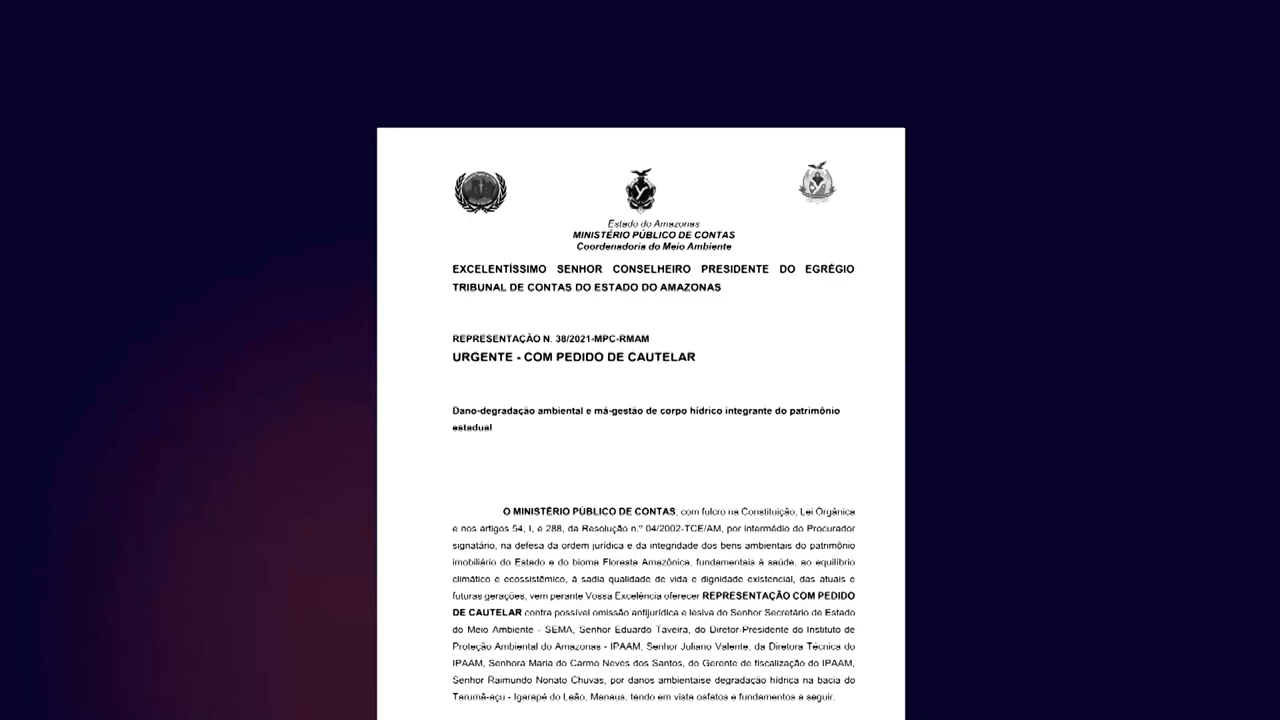 Estado do Amazonas
MINISTÉRIO PÚBLICO DE CONTAS
Coordenadoria do Meio Ambiente
EXCELENTÍSSIMO SENHOR CONSELHEIRO PRESIDENTE DO EGRÉGIO
TRIBUNAL DE CONTAS DO ESTADO DO AMAZONAS
REPRESENTAÇÃO N. 38/2021-MPC-RMAM
URGENTE - COM PEDIDO DE CAUTELAR
Dano-degradação ambiental e má-gestão de corpo hídrico integrante do patrimônio
estadual
O MINISTÉRIO PÚBLICO DE CONTAS, com fulcro na Constituição, Lei Orgânica
e nos artigos 54, I, e 288, da Resolução n.º 04/2002-TCE/AM, por intermédio do Procurador
signatário, na defesa da ordem jurídica e da integridade dos bens ambientais do patrimônio
imobiliário do Estado e do bioma Floresta Amazônica, fundamentais à saúde, ao equilíbrio
climático e ecossistêmico, à sadia qualidade de vida e dignidade existencial, das atuais e
futuras gerações, vem perante Vossa Excelência oferecer REPRESENTAÇÃO COM PEDIDO
DE CAUTELAR contra possível omissão antijurídica e lesiva do Senhor Secretário de Estado
do Meio Ambiente - SEMA, Senhor Eduardo Taveira, do Diretor-Presidente do Instituto de
Proteção Ambiental do Amazonas - IPAAM, Senhor Juliano Valente, da Diretora Técnica do
IPAAM, Senhora Maria do Carmo Neves dos Santos, do Gerente de fiscalização do IPAAM,
Senhor Raimundo Nonato Chuvas, por danos ambientaise degradação hídrica na bacia do
Tarumã-açu - Igarapé do Leão, Manaus, tendo em vista osfatos e fundamentos a seguir.